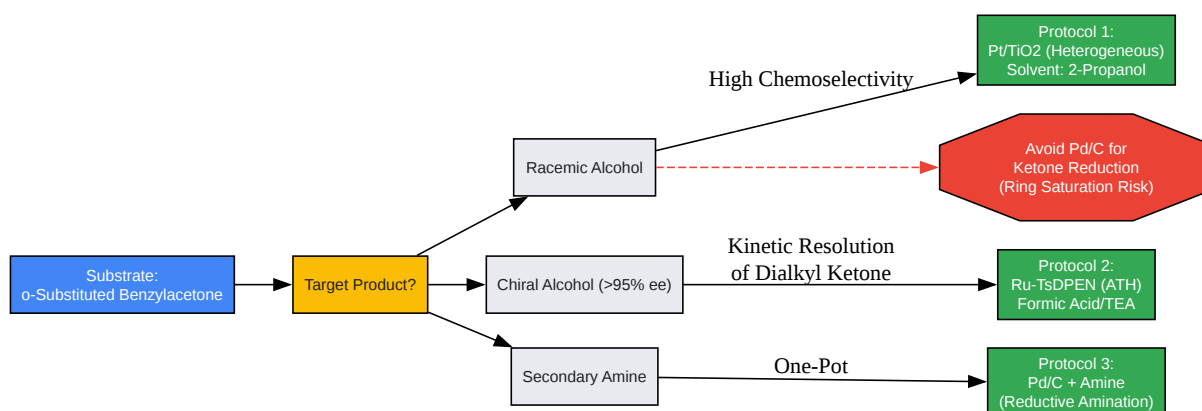 Protocol 1:
Pt/TiO2 (Heterogeneous)
Solvent: 2-Propanol
High Chemoselectivity
Avoid Pd/C for
Ketone Reduction
(Ring Saturation Risk)
Racemic Alcohol
Kinetic Resolution
of Dialkyl Ketone
Substrate:
o-Substituted Benzylacetone
Target Product?
Chiral Alcohol (>95% ee)
Protocol 2:
Ru-TsDPEN (ATH)
Formic Acid/TEA
Secondary Amine
One-Pot
Protocol 3:
Pd/C + Amine
(Reductive Amination)